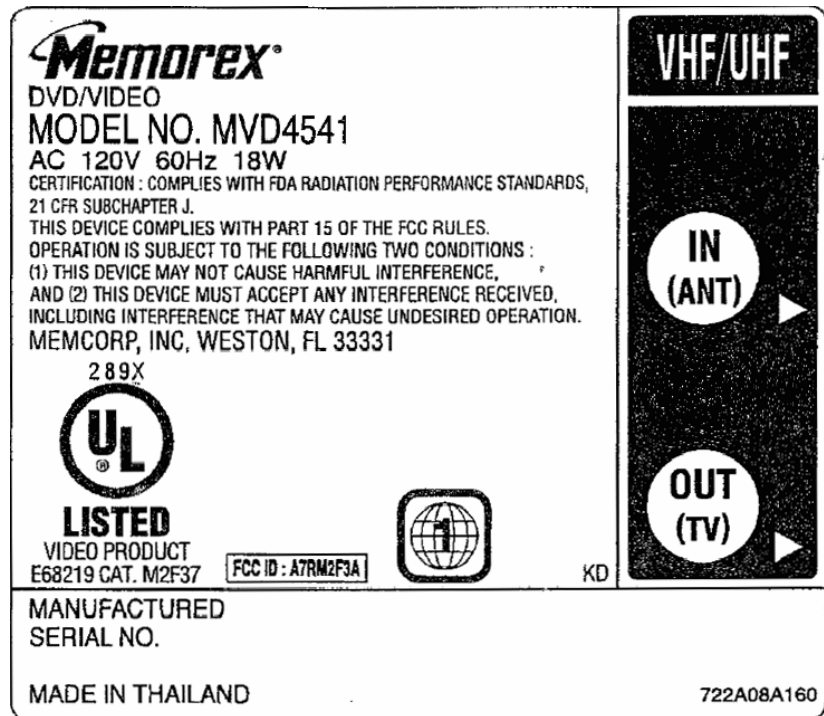 Memorex®
DVD/VIDEO
MODEL NO. MVD4541
AC 120V 60Hz 18W
CERTIFICATION : COMPLIES WITH FDA RADIATION PERFORMANCE STANDARDS,
21 CFR SUBCHAPTER J.
THIS DEVICE COMPLIES WITH PART 15 OF THE FCC RULES.
OPERATION IS SUBJECT TO THE FOLLOWING TWO CONDITIONS :
(1) THIS DEVICE MAY NOT CAUSE HARMFUL INTERFERENCE,
AND (2) THIS DEVICE MUST ACCEPT ANY INTERFERENCE RECEIVED,
INCLUDING INTERFERENCE THAT MAY CAUSE UNDESIRED OPERATION.
MEMCORP, INC, WESTON, FL 33331
289X
UL®
LISTED
VIDEO PRODUCT
E68219 CAT. M2F37
FCC ID : A7RM2F3A
1
KD
VHF/UHF
IN
(ANT)
OUT
(TV)
MANUFACTURED
SERIAL NO.
MADE IN THAILAND
722A08A160